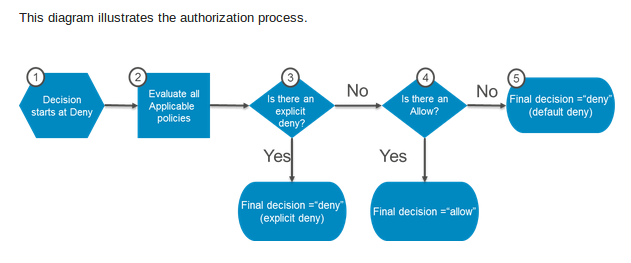 This diagram illustrates the authorization process.
1
Decision
starts at Deny
2
Evaluate all
Applicable
policies
3
Is there an
explicit
deny?
No
4
Is there an
Allow?
No
5
Final decision ="deny"
(default deny)
Yes
Yes
Final decision ="deny"
(explicit deny)
Final decision ="allow"